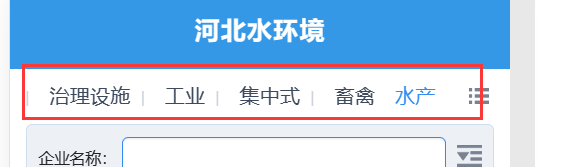 河北水环境
治理设施 | 工业 | 集中式 | 畜禽 水产
企业名称: